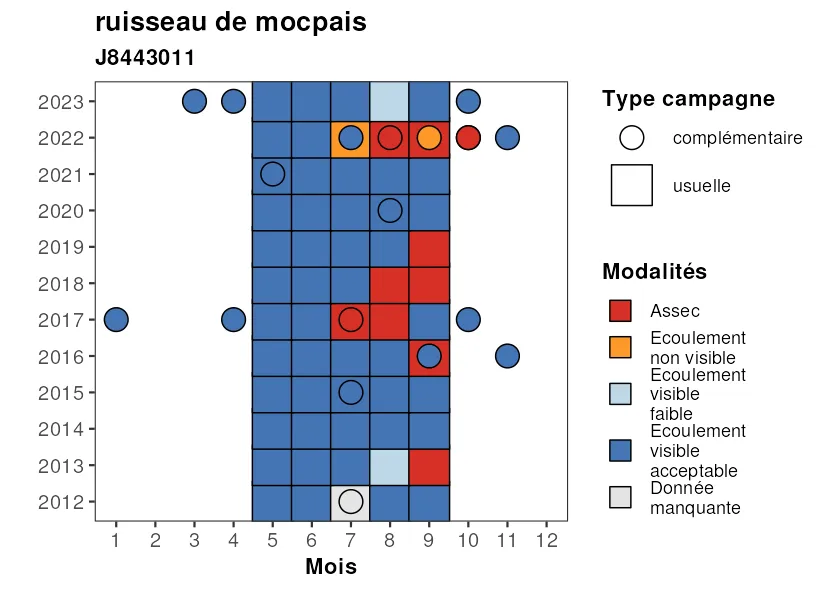 ruisseau de mocpais
J8443011
2023
2022
2021
2020
2019
2018
2017
2016
2015
2014
2013
2012
1 2 3 4 5 6 7 8 9 10 11 12
Mois
Type campagne
complémentaire
usuelle
Modalités
Assec
Ecoulement
non visible
Ecoulement
visible
faible
Ecoulement
visible
acceptable
Donnée
manquante